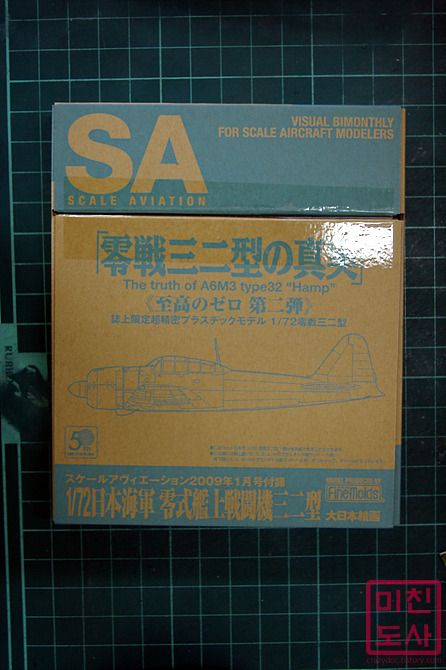 SA
SCALE AVIATION
VISUAL BIMONTHLY
FOR SCALE AIRCRAFT MODELERS
「零戦三二型の真実」
The truth of A6M3 type32 "Hamp"
《至高のゼロ 第二弾》
誌上限定超精密プラスチックモデル 1/72零戦三二型
スケールアヴィエーション2009年1月号付録
1/72日本海軍 零式艦上戦闘機三二型
MODEL PRODUCED BY
FineMolds
大日本絵画
미친
도사